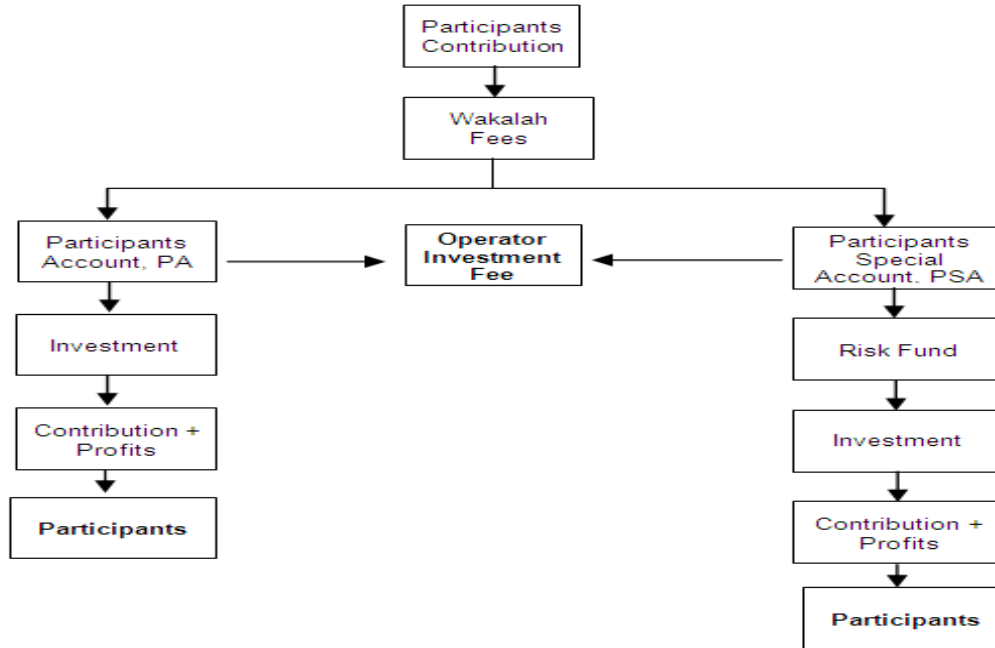 Participants
Contribution
Wakalah
Fees
Participants
Account, PA
Operator
Investment
Fee
Participants
Special
Account, PSA
Investment
Risk Fund
Contribution +
Profits
Investment
Participants
Contribution +
Profits
Participants